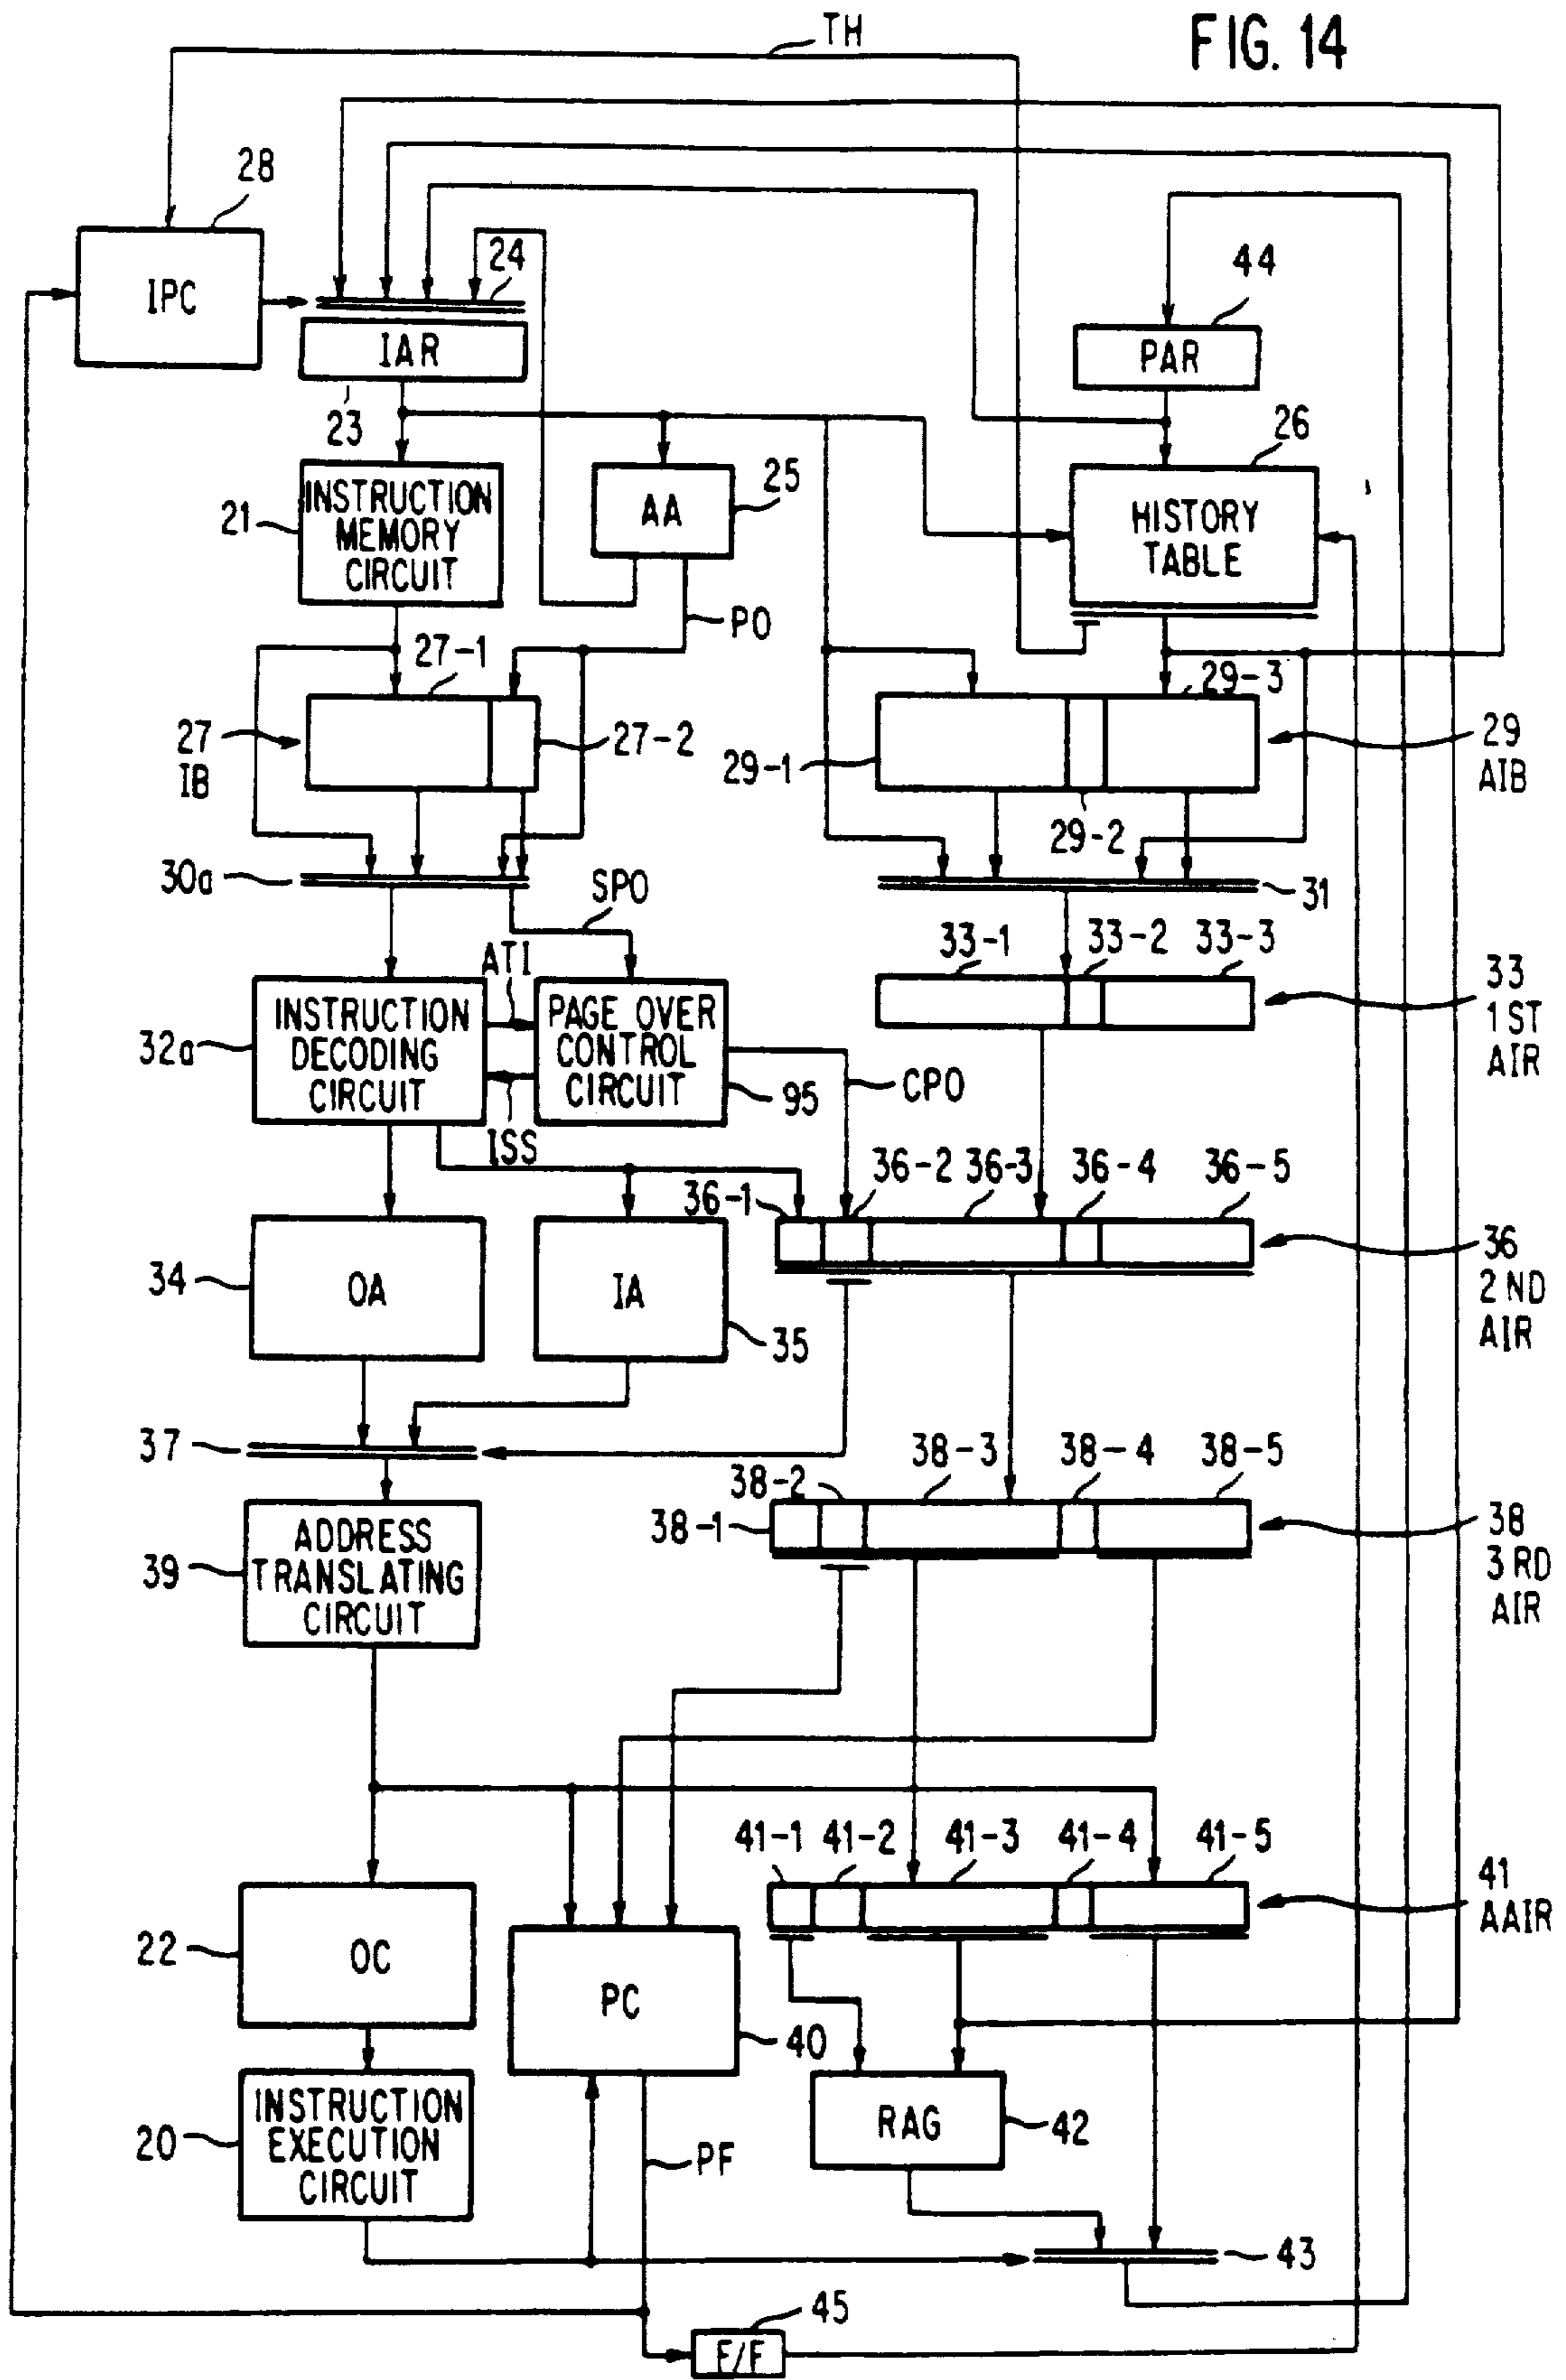 FIG. 14
TH
28
IPC
24
IAR
23
44
PAR
26
HISTORY
TABLE
INSTRUCTION
MEMORY
CIRCUIT
21
AA
25
PO
27-1
27
IB
27-2
29-3
29-1
29-2
29
AIB
30a
SPO
31
33-1
33-2
33-3
33
1ST
AIR
ATI
INSTRUCTION
DECODING
CIRCUIT
32a
PAGE OVER
CONTROL
CIRCUIT
95
ISS
CPO
36-1
36-2
36-3
36-4
36-5
36
2ND
AIR
34
OA
IA
35
37
38-1
38-2
38-3
38-4
38-5
38
3RD
AIR
39
ADDRESS
TRANSLATING
CIRCUIT
41-1
41-2
41-3
41-4
41-5
41
AAIR
22
OC
PC
40
20
INSTRUCTION
EXECUTION
CIRCUIT
RAG
42
PF
43
45
F/F